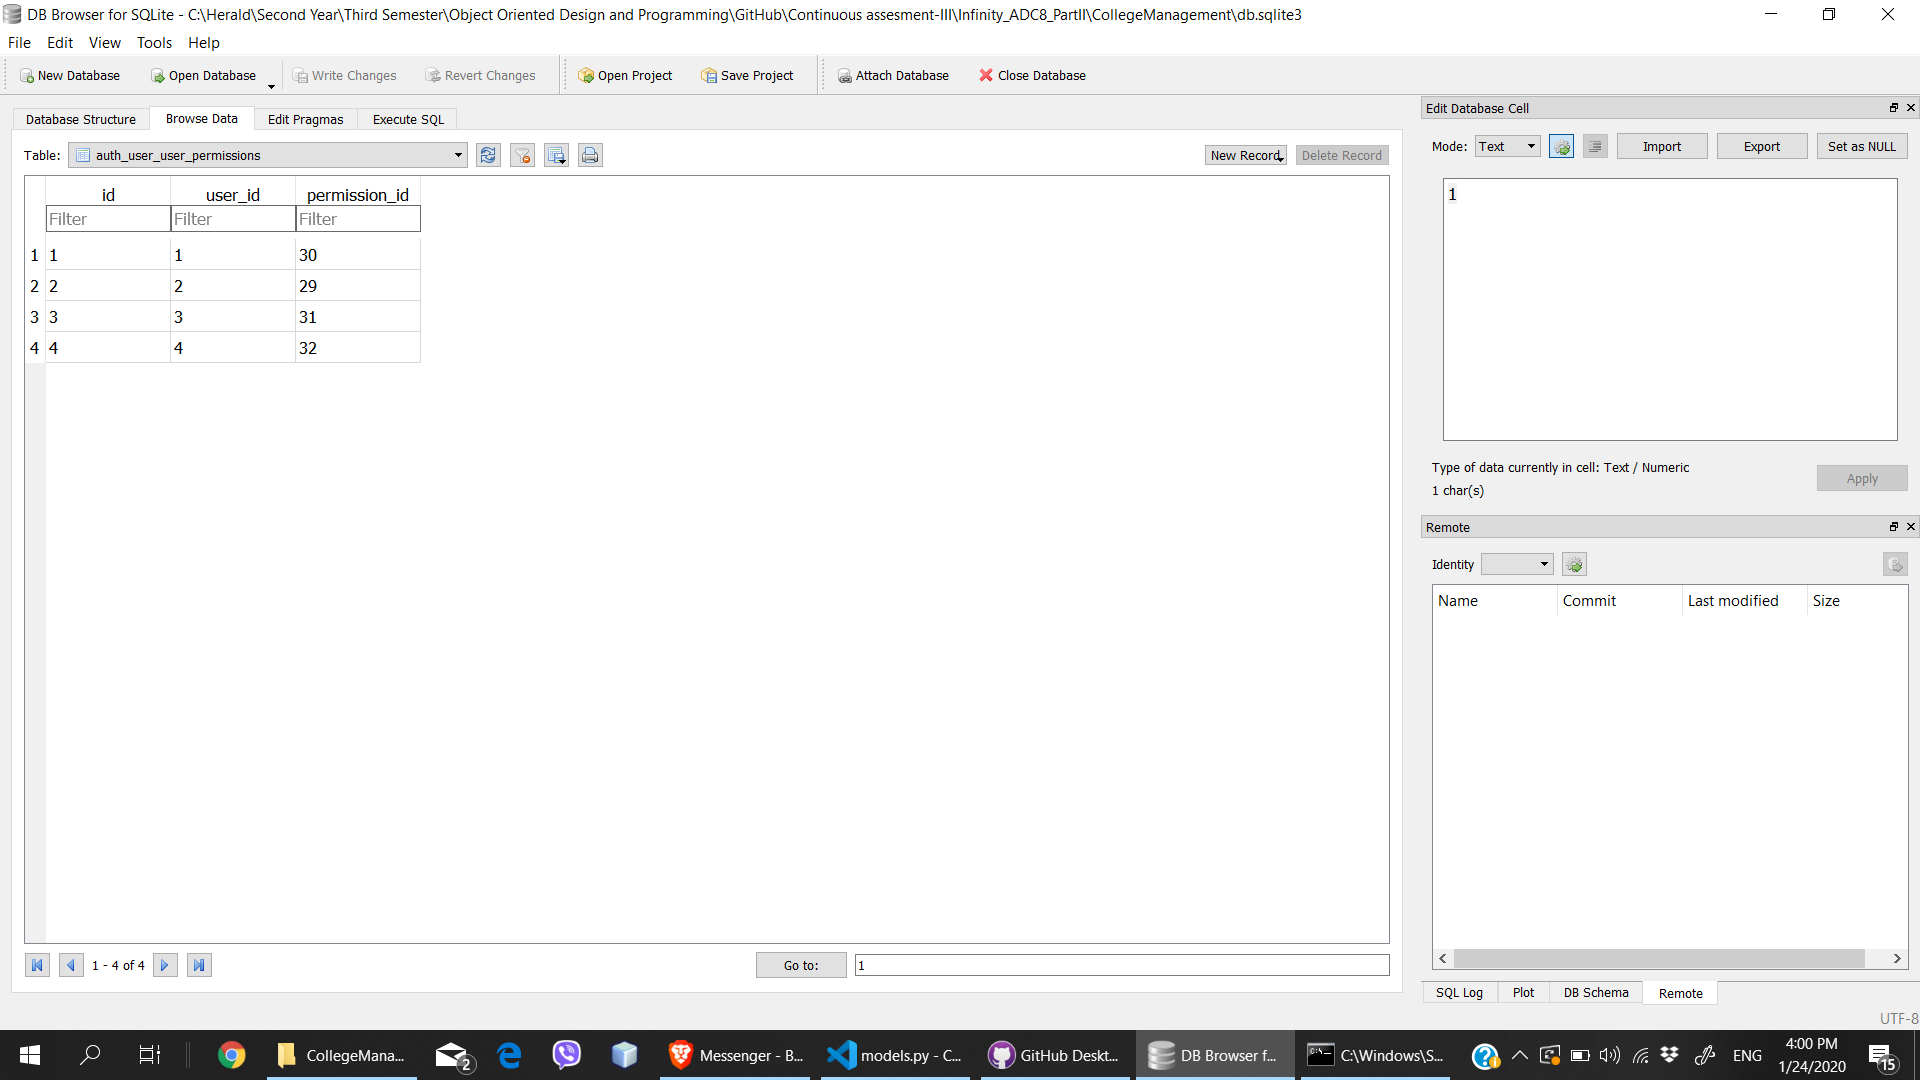 DB Browser for SQLite - C:\Herald\Second Year\Third Semester\Object Oriented Design and Programming\GitHub\Continuous assesment-III\Infinity_ADC8_PartII\CollegeManagement\db.sqlite3
File Edit View Tools Help
New Database Open Database Write Changes Revert Changes Open Project Save Project Attach Database Close Database
Database Structure Browse Data Edit Pragmas Execute SQL
Table: auth_user_user_permissions New Record Delete Record
id user_id permission_id
Filter Filter Filter
1 1 1 30
2 2 2 29
3 3 3 31
4 4 4 32
1 - 4 of 4 Go to: 1
Edit Database Cell
Mode: Text Import Export Set as NULL
1
Type of data currently in cell: Text / Numeric
1 char(s)
Apply
Remote
Identity
Name Commit Last modified Size
SQL Log Plot DB Schema Remote
UTF-8
CollegeMana... 2 Messenger - B... models.py - C... GitHub Deskt... DB Browser f... C:\Windows\S... ENG 4:00 PM
1/24/2020 15